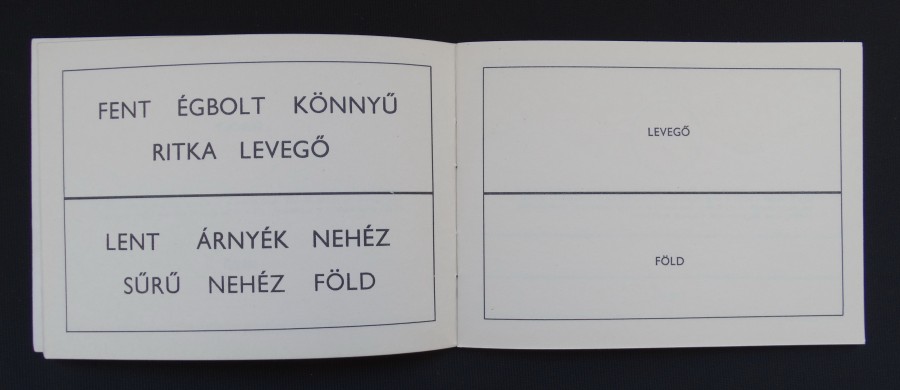 FENT ÉGBOLT KÖNNYŰ
RITKA LEVEGŐ
LENT ÁRNYÉK NEHÉZ
SŰRŰ NEHÉZ FÖLD
LEVEGŐ
FÖLD